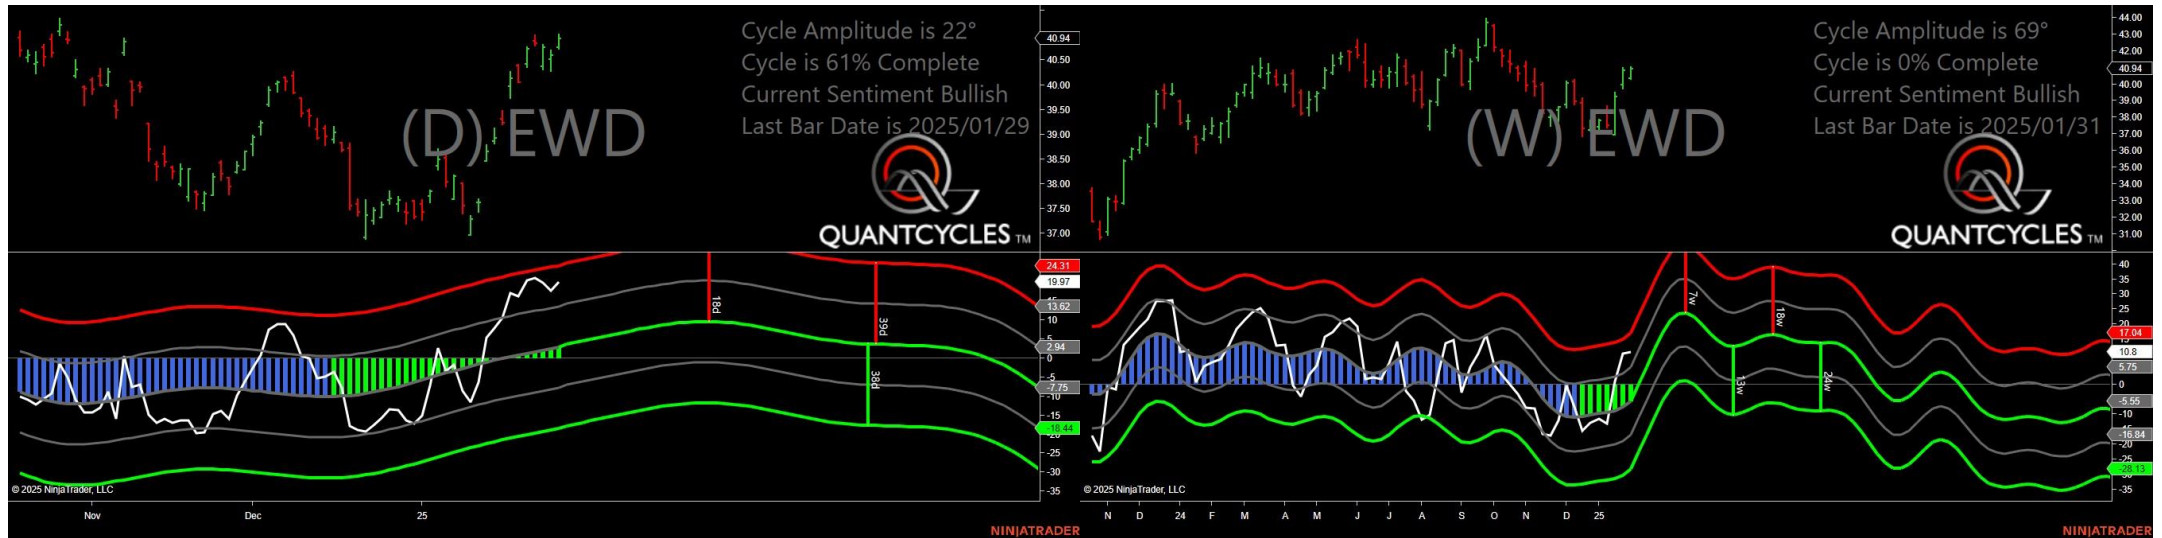 Cycle Amplitude is 22°
Cycle is 61% Complete
Current Sentiment Bullish
Last Bar Date is 2025/01/29
(D) EWD
QUANTCYCLES TM
40.94
40.50
40.00
39.50
39.00
38.50
38.00
37.50
37.00
24.31
19.97
13.62
10
5
2.94
0
-5
-7.75
-10
-15
-18.44
-25
-30
-35
18d
39d
38d
© 2025 NinjaTrader, LLC
Nov
Dec
25
NINJATRADER
Cycle Amplitude is 69°
Cycle is 0% Complete
Current Sentiment Bullish
Last Bar Date is 2025/01/31
(W) EWD
QUANTCYCLES TM
44.00
43.00
42.00
40.94
40.00
39.00
38.00
37.00
36.00
35.00
34.00
33.00
32.00
31.00
40
35
30
25
20
17.04
10.8
5.75
0
-5.55
-10
-16.84
-20
-25
-28.13
-35
7w
18w
13w
24w
© 2025 NinjaTrader, LLC
N D 24 F M A M J J A S O N D 25
NINJATRADER